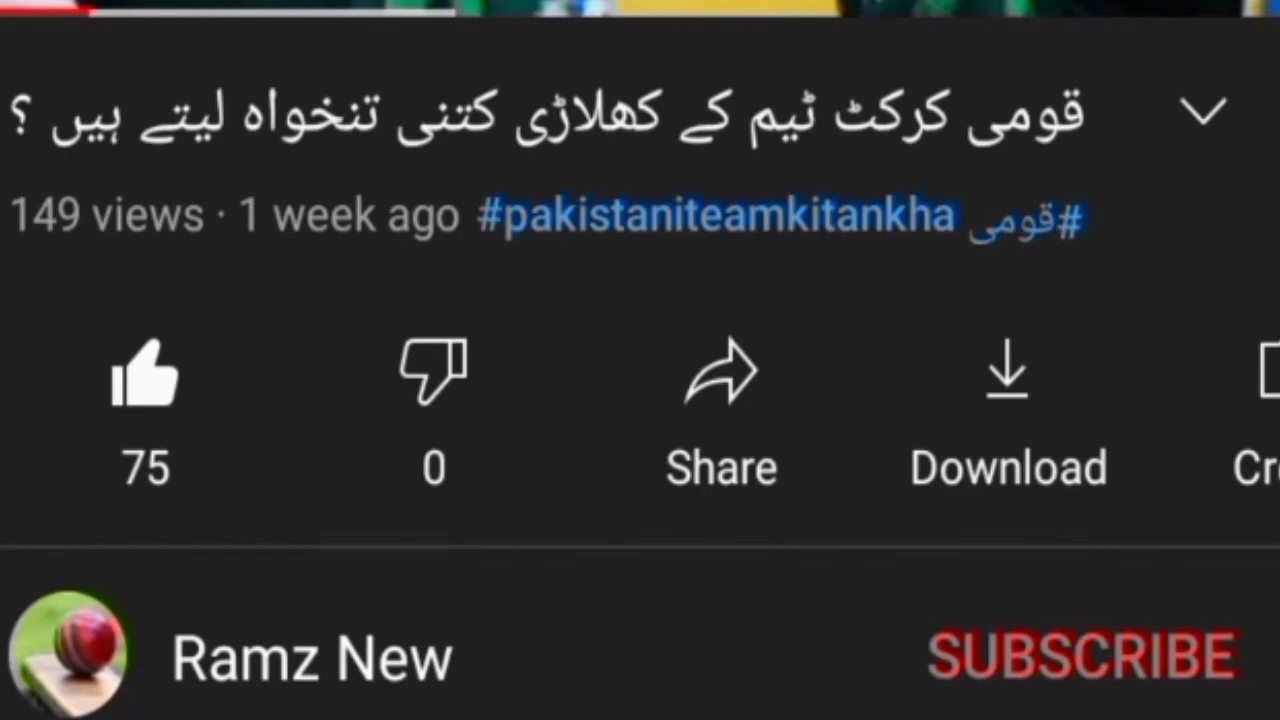 قومی کرکٹ ٹیم کے کھلاڑی کتنی تنخواہ لیتے ہیں ؟
149 views · 1 week ago #pakistaniteamkitankha #قومی
75 0 Share Download
Ramz New SUBSCRIBE